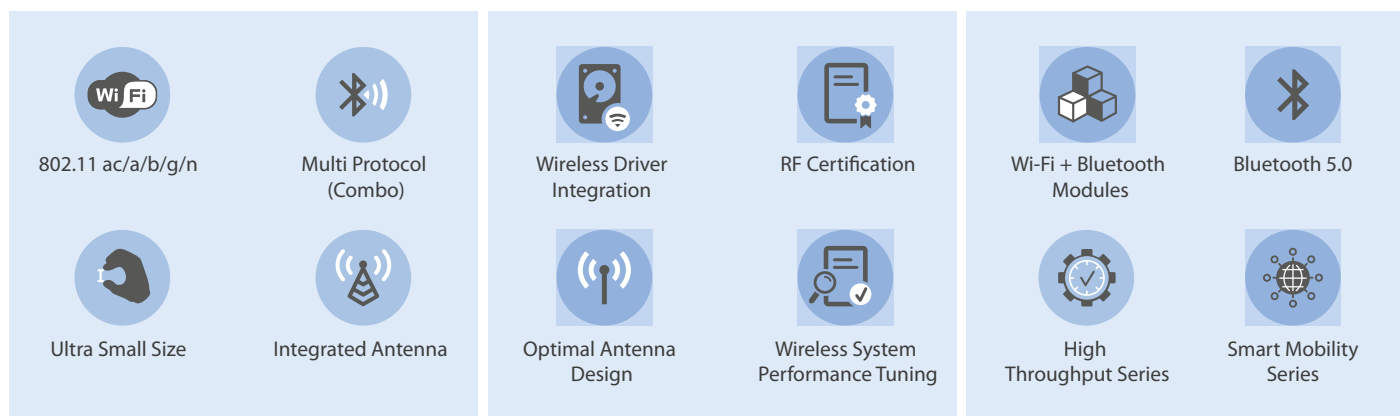 Wi Fi
802.11 ac/a/b/g/n
Multi Protocol
(Combo)
Ultra Small Size
Integrated Antenna
Wireless Driver
Integration
RF Certification
Optimal Antenna
Design
Wireless System
Performance Tuning
Wi-Fi + Bluetooth
Modules
Bluetooth 5.0
High
Throughput Series
Smart Mobility
Series